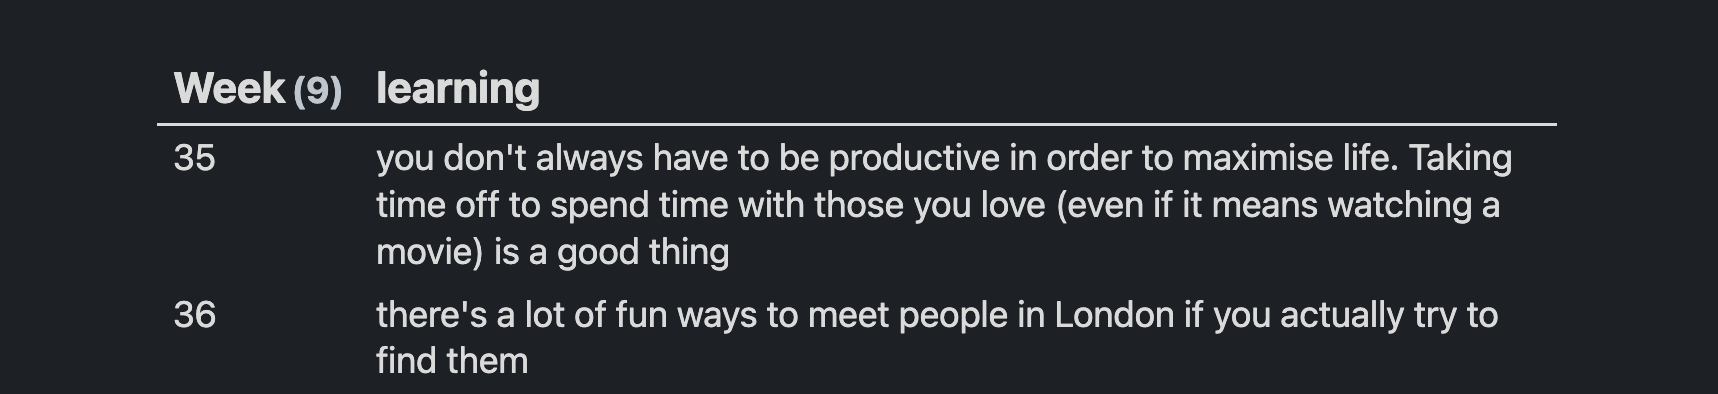 Week (9) learning
35 you don't always have to be productive in order to maximise life. Taking
time off to spend time with those you love (even if it means watching a
movie) is a good thing
36 there's a lot of fun ways to meet people in London if you actually try to
find them